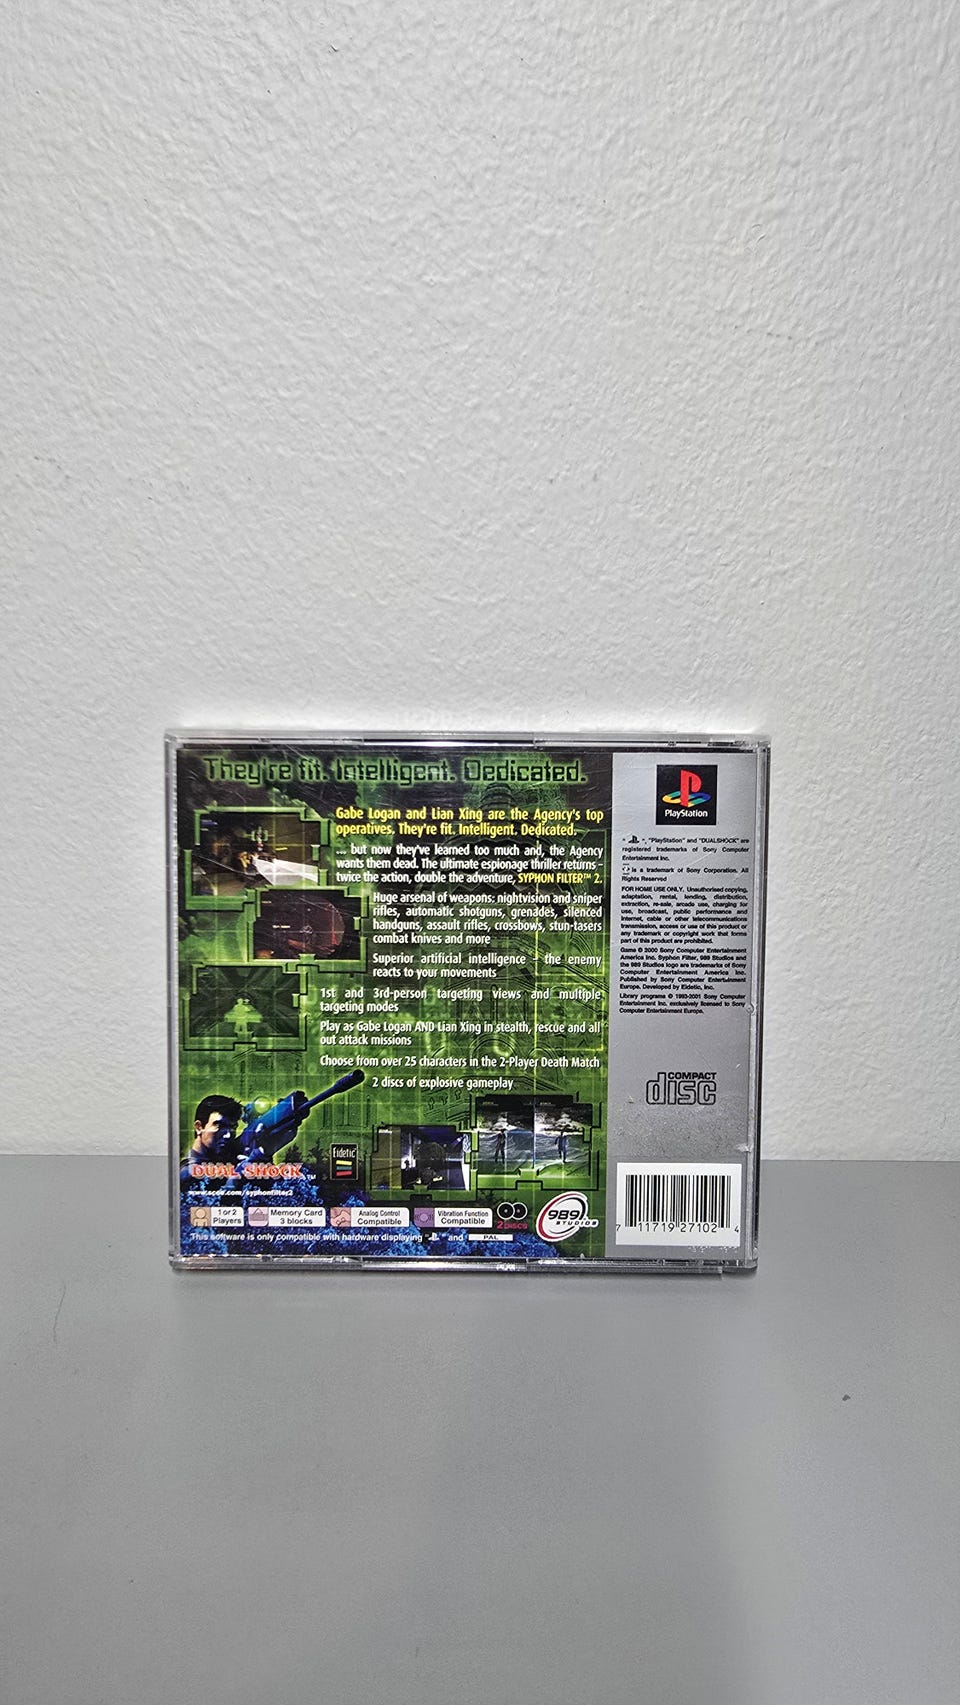 They're fit. Intelligent. Dedicated.
Gabe Logan and Lian Xing are the Agency's top
operatives. They're fit. Intelligent. Dedicated.
... but now they've learned too much and, the Agency
wants them dead. The ultimate espionage thriller returns -
twice the action, double the adventure, SYPHON FILTER™ 2.
Huge arsenal of weapons: nightvision and sniper
rifles, automatic shotguns, grenades, silenced
handguns, assault rifles, crossbows, stun-tasers
combat knives and more
Superior artificial intelligence - the enemy
reacts to your movements
1st and 3rd-person targeting views and multiple
targeting modes
Play as Gabe Logan AND Lian Xing in stealth, rescue and all
out attack missions
Choose from over 25 characters in the 2-Player Death Match
2 discs of explosive gameplay
Eidetic
DUAL SHOCK™
www.scee.com/syphonfilter2
1 or 2
Players
Memory Card
3 blocks
Analog Control
Compatible
Vibration Function
Compatible
2 DISCS
989
STUDIOS
This software is only compatible with hardware displaying " " and PAL
PlayStation
" ", "PlayStation" and "DUALSHOCK" are
registered trademarks of Sony Computer
Entertainment Inc.
is a trademark of Sony Corporation. All
Rights Reserved
FOR HOME USE ONLY. Unauthorised copying,
adaptation, rental, lending, distribution,
extraction, re-sale, arcade use, charging for
use, broadcast, public performance and
internet, cable or other telecommunications
transmission, access or use of this product or
any trademark or copyright work that forms
part of this product are prohibited.
Game © 2000 Sony Computer Entertainment
America Inc. Syphon Filter, 989 Studios and
the 989 Studios logo are trademarks of Sony
Computer Entertainment America Inc.
Published by Sony Computer Entertainment
Europe. Developed by Eidetic, Inc.
Library programs © 1993-2001 Sony Computer
Entertainment Inc. exclusively licensed to Sony
Computer Entertainment Europe.
COMPACT
disc
7 11719 27102 4